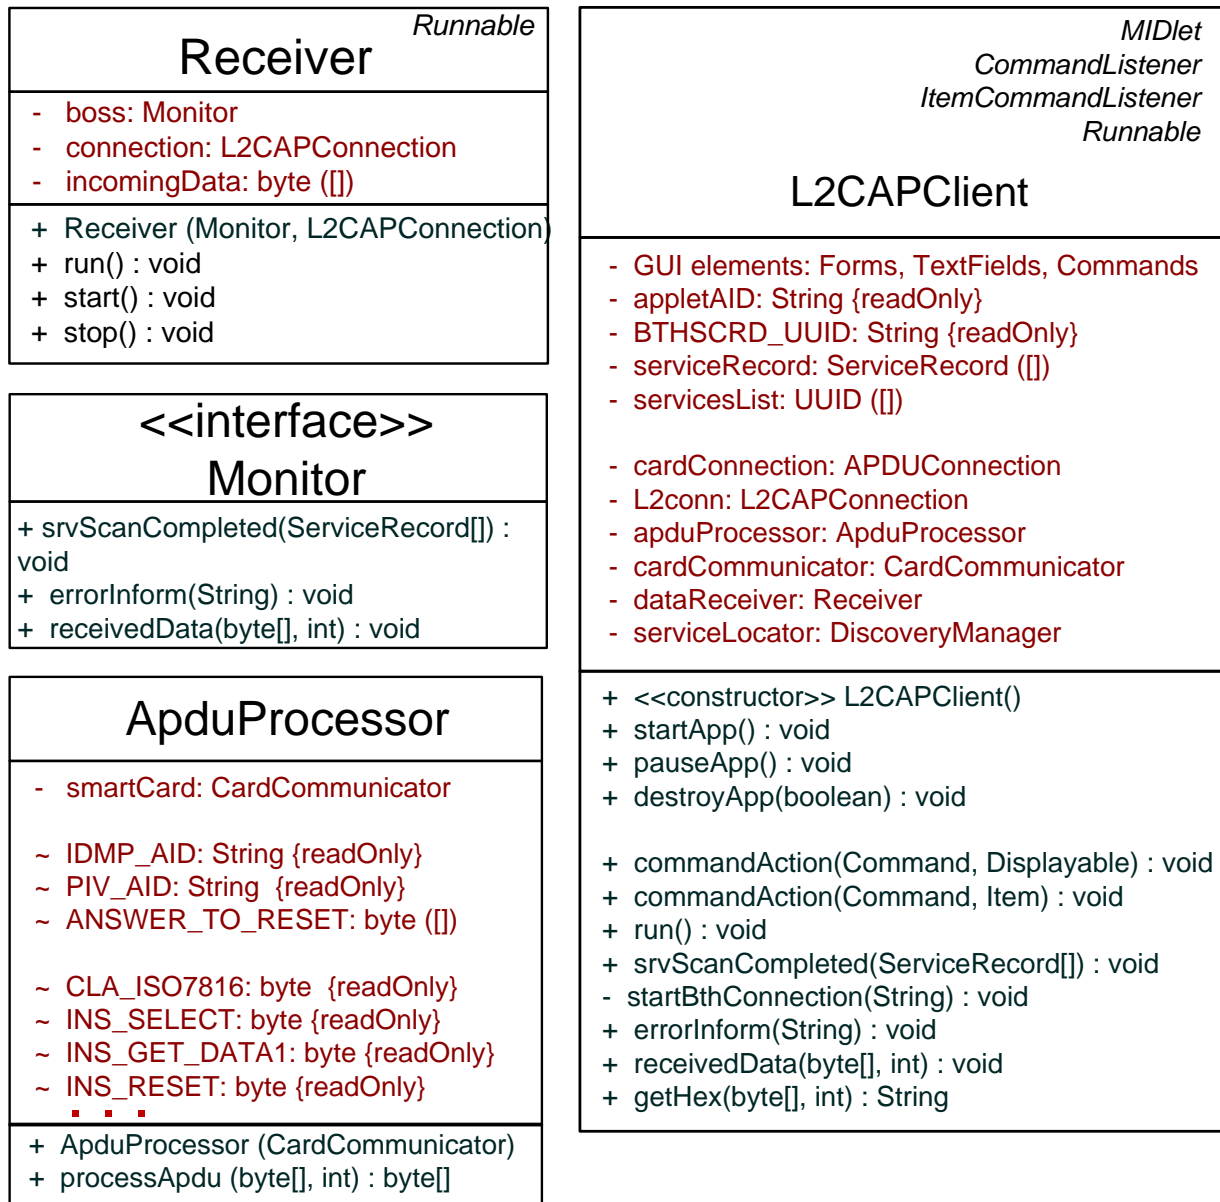 Runnable
Receiver
- boss: Monitor
- connection: L2CAPConnection
- incomingData: byte ([])
+ Receiver (Monitor, L2CAPConnection)
+ run() : void
+ start() : void
+ stop() : void
<<interface>>
Monitor
+ srvScanCompleted(ServiceRecord[]) :
void
+ errorInform(String) : void
+ receivedData(byte[], int) : void
ApduProcessor
- smartCard: CardCommunicator
~ IDMP_AID: String {readOnly}
~ PIV_AID: String {readOnly}
~ ANSWER_TO_RESET: byte ([])
~ CLA_ISO7816: byte {readOnly}
~ INS_SELECT: byte {readOnly}
~ INS_GET_DATA1: byte {readOnly}
~ INS_RESET: byte {readOnly}
. . .
+ ApduProcessor (CardCommunicator)
+ processApdu (byte[], int) : byte[]
MIDlet
CommandListener
ItemCommandListener
Runnable
L2CAPClient
- GUI elements: Forms, TextFields, Commands
- appletAID: String {readOnly}
- BTHSCRD_UUID: String {readOnly}
- serviceRecord: ServiceRecord ([])
- servicesList: UUID ([])
- cardConnection: APDUConnection
- L2conn: L2CAPConnection
- apduProcessor: ApduProcessor
- cardCommunicator: CardCommunicator
- dataReceiver: Receiver
- serviceLocator: DiscoveryManager
+ <<constructor>> L2CAPClient()
+ startApp() : void
+ pauseApp() : void
+ destroyApp(boolean) : void
+ commandAction(Command, Displayable) : void
+ commandAction(Command, Item) : void
+ run() : void
+ srvScanCompleted(ServiceRecord[]) : void
- startBthConnection(String) : void
+ errorInform(String) : void
+ receivedData(byte[], int) : void
+ getHex(byte[], int) : String